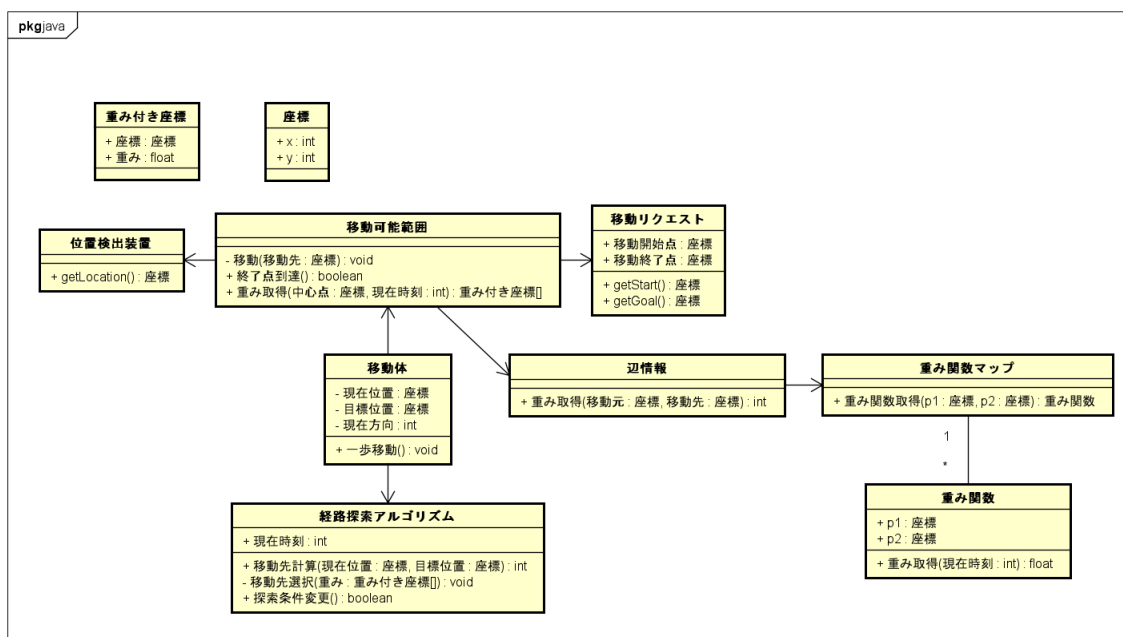 pkg java
重み付き座標
+ 座標 : 座標
+ 重み : float
座標
+ x : int
+ y : int
位置検出装置
+ getLocation() : 座標
移動可能範囲
- 移動(移動先 : 座標) : void
+ 終了点到達() : boolean
+ 重み取得(中心点 : 座標, 現在時刻 : int) : 重み付き座標[]
移動リクエスト
+ 移動開始点 : 座標
+ 移動終了点 : 座標
+ getStart() : 座標
+ getGoal() : 座標
移動体
- 現在位置 : 座標
- 目標位置 : 座標
- 現在方向 : int
+ 一歩移動() : void
辺情報
+ 重み取得(移動元 : 座標, 移動先 : 座標) : int
重み関数マップ
+ 重み関数取得(p1 : 座標, p2 : 座標) : 重み関数
1
*
経路探索アルゴリズム
+ 現在時刻 : int
+ 移動先計算(現在位置 : 座標, 目標位置 : 座標) : int
- 移動先選択(重み : 重み付き座標[]) : void
+ 探索条件変更() : boolean
重み関数
+ p1 : 座標
+ p2 : 座標
+ 重み取得(現在時刻 : int) : float